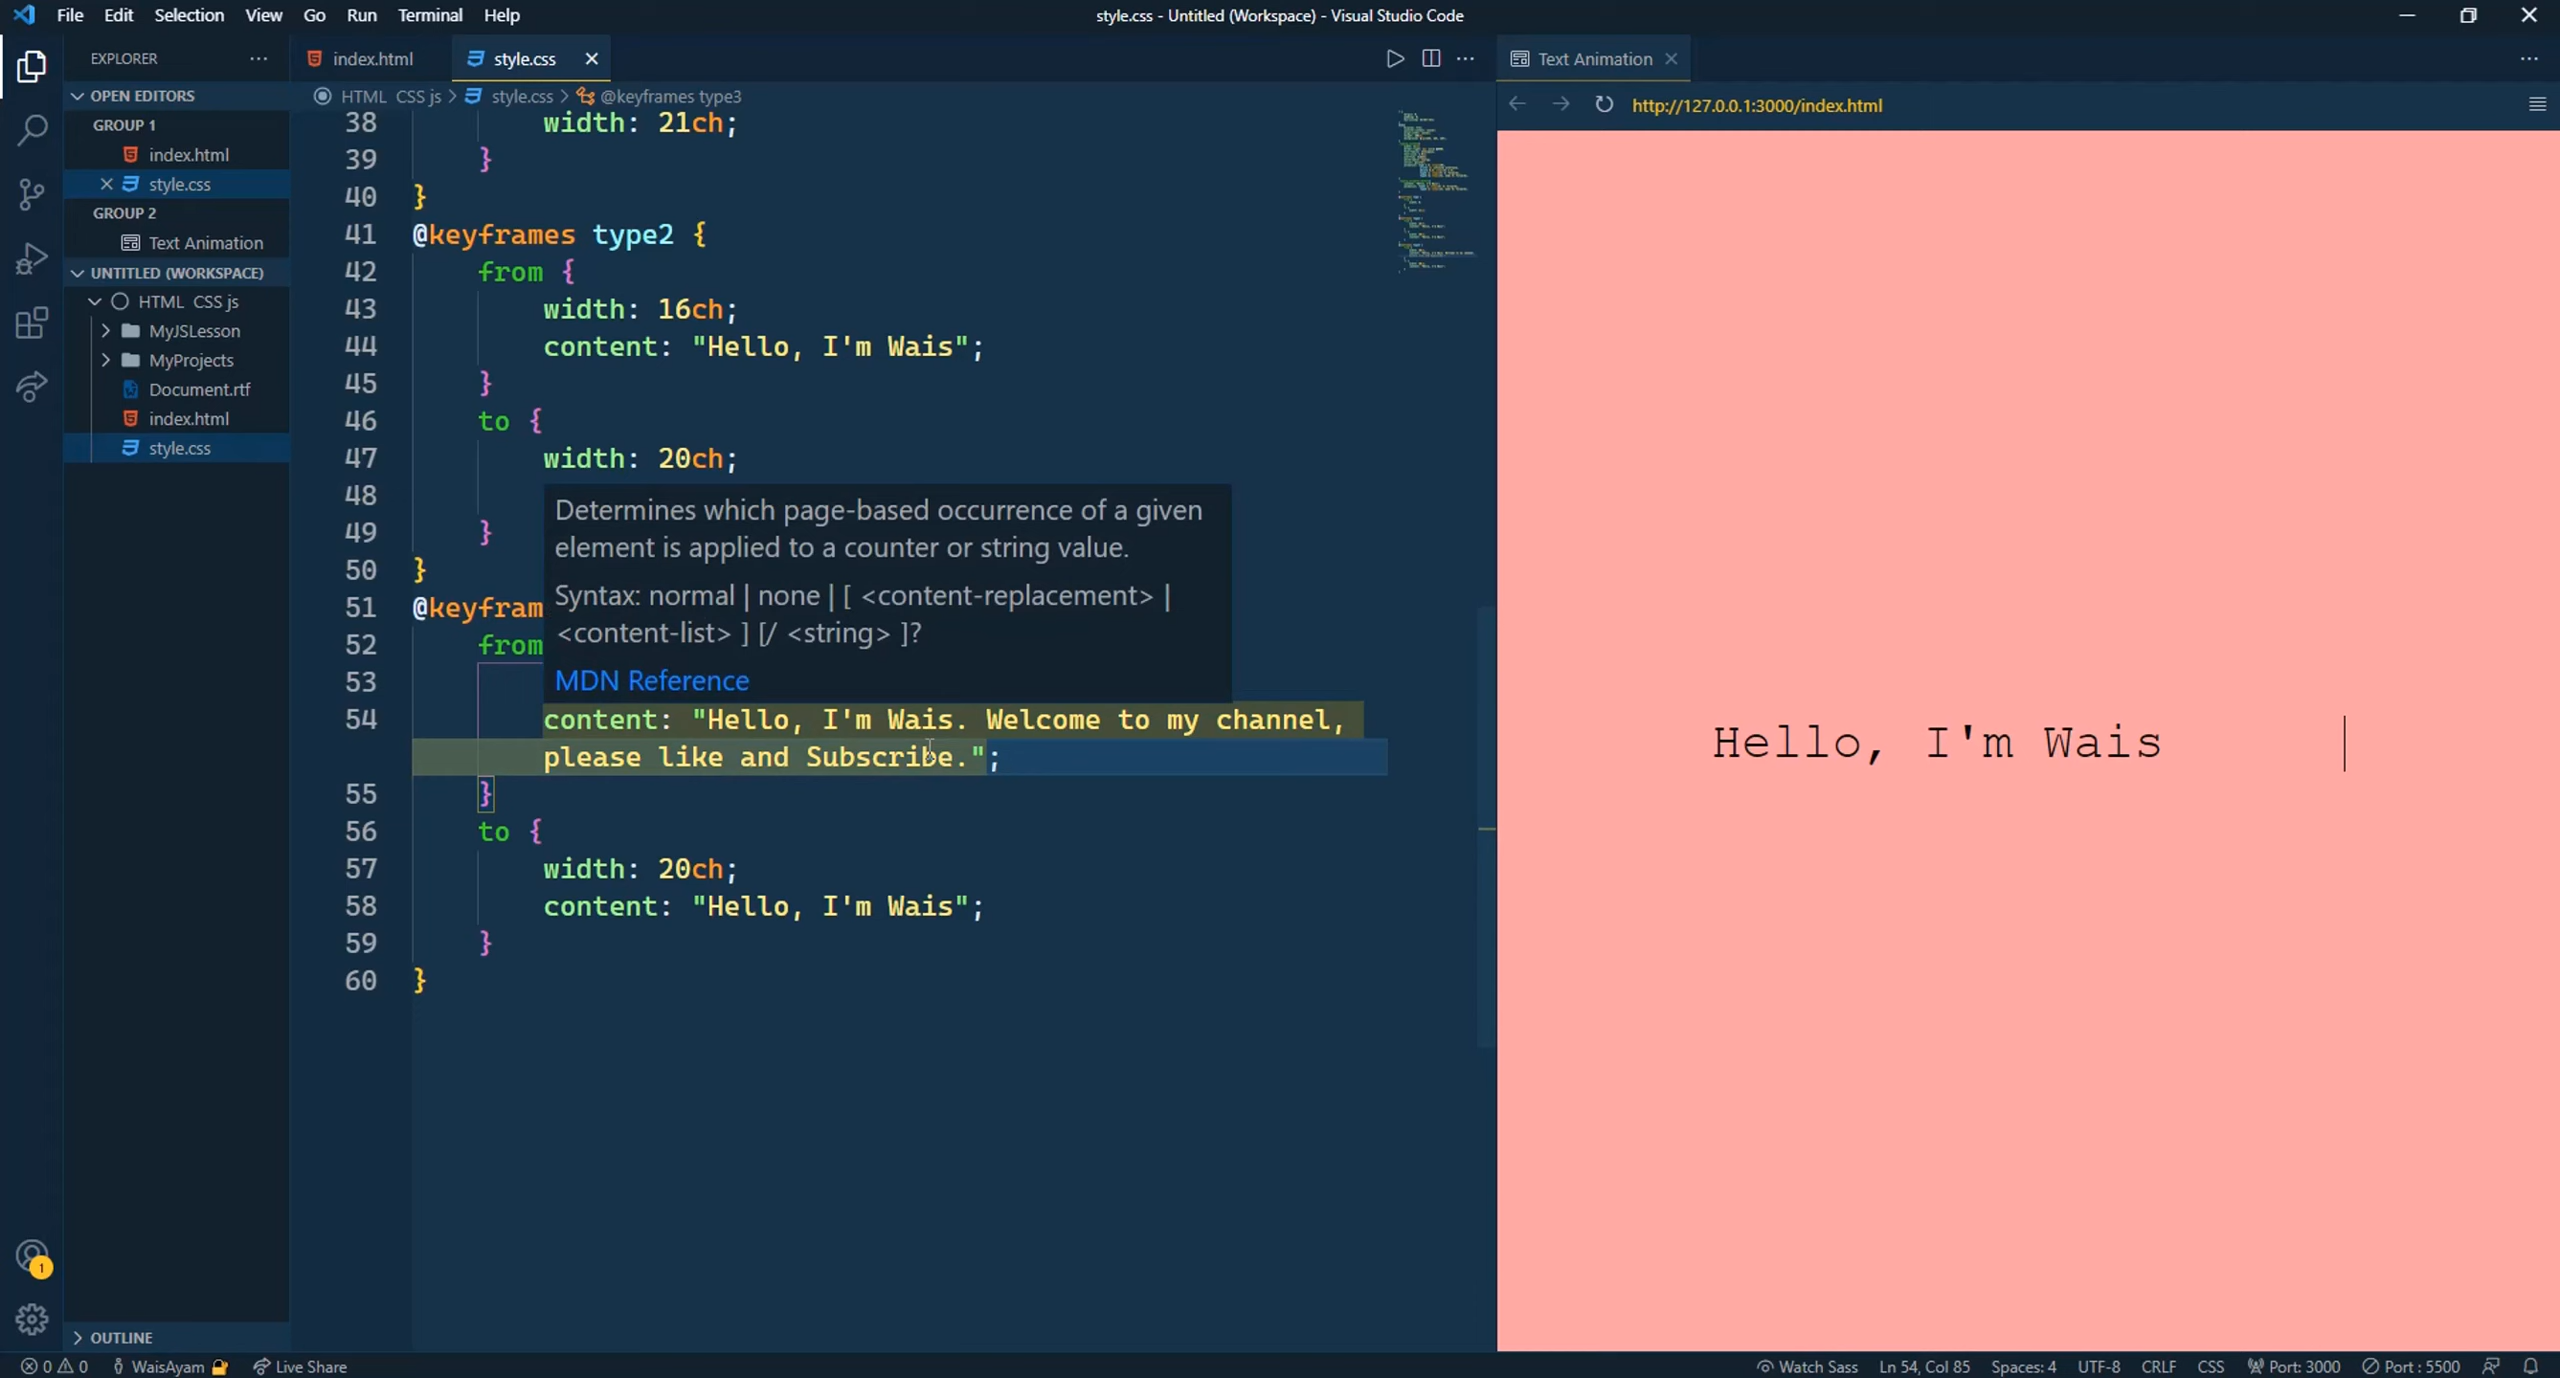 File Edit Selection View Go Run Terminal Help
style.css - Untitled (Workspace) - Visual Studio Code
EXPLORER
OPEN EDITORS
GROUP 1
index.html
style.css
GROUP 2
Text Animation
UNTITLED (WORKSPACE)
HTML CSS js
MyJSLesson
MyProjects
Document.rtf
index.html
style.css
OUTLINE
index.html style.css
HTML CSS js > style.css > @keyframes type3
38 width: 21ch;
39 }
40 }
41 @keyframes type2 {
42 from {
43 width: 16ch;
44 content: "Hello, I'm Wais";
45 }
46 to {
47 width: 20ch;
48
49 }
50 }
51 @keyfram
52 from
53
54 content: "Hello, I'm Wais. Welcome to my channel,
please like and Subscribe.";
55 }
56 to {
57 width: 20ch;
58 content: "Hello, I'm Wais";
59 }
60 }
Determines which page-based occurrence of a given
element is applied to a counter or string value.
Syntax: normal | none | [ <content-replacement> |
<content-list> ] [/ <string> ]?
MDN Reference
Text Animation
http://127.0.0.1:3000/index.html
Hello, I'm Wais
1
0 0 WaisAyam Live Share
Watch Sass Ln 54, Col 85 Spaces: 4 UTF-8 CRLF CSS Port: 3000 Port : 5500